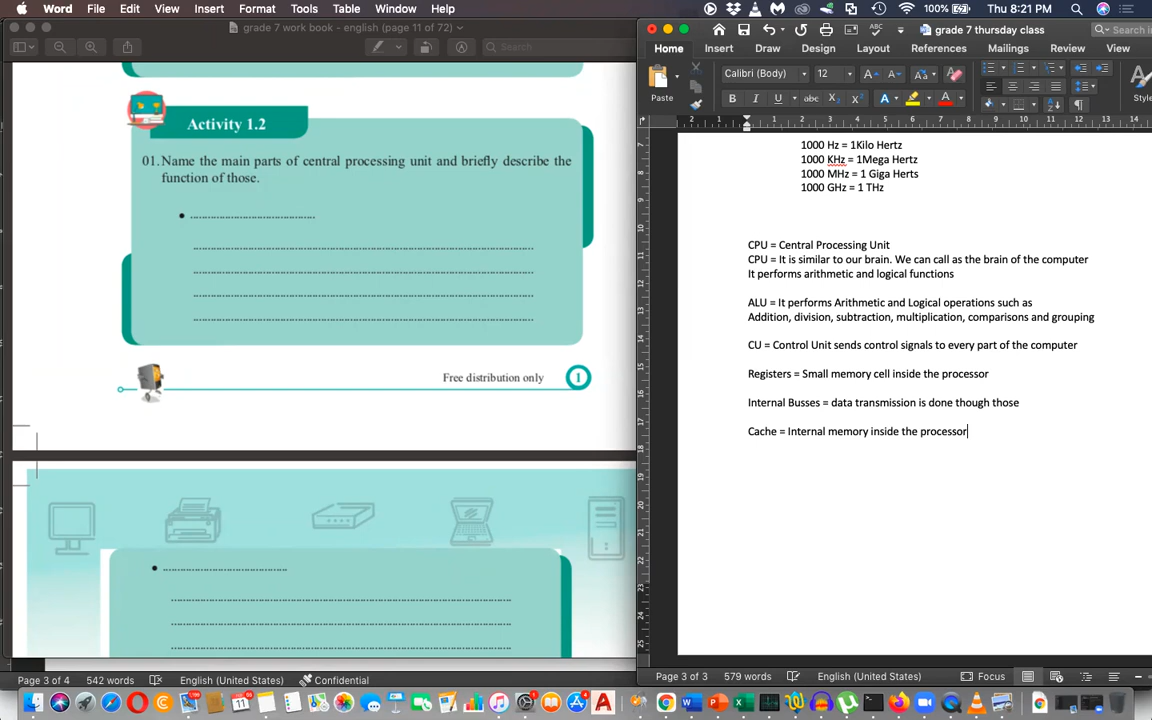 Word File Edit View Insert Format Tools Table Window Help 100% Thu 8:21 PM
grade 7 work book - english (page 11 of 72)
Search
Activity 1.2
01. Name the main parts of central processing unit and briefly describe the
function of those.
Free distribution only 1
Page 3 of 4 542 words English (United States) Confidential
grade 7 thursday class
Search in
Home Insert Draw Design Layout References Mailings Review View
Paste
Calibri (Body) 12
Style
1000 Hz = 1Kilo Hertz
1000 KHz = 1Mega Hertz
1000 MHz = 1 Giga Herts
1000 GHz = 1 THz
CPU = Central Processing Unit
CPU = It is similar to our brain. We can call as the brain of the computer
It performs arithmetic and logical functions
ALU = It performs Arithmetic and Logical operations such as
Addition, division, subtraction, multiplication, comparisons and grouping
CU = Control Unit sends control signals to every part of the computer
Registers = Small memory cell inside the processor
Internal Busses = data transmission is done though those
Cache = Internal memory inside the processor
Page 3 of 3 579 words English (United States) Focus